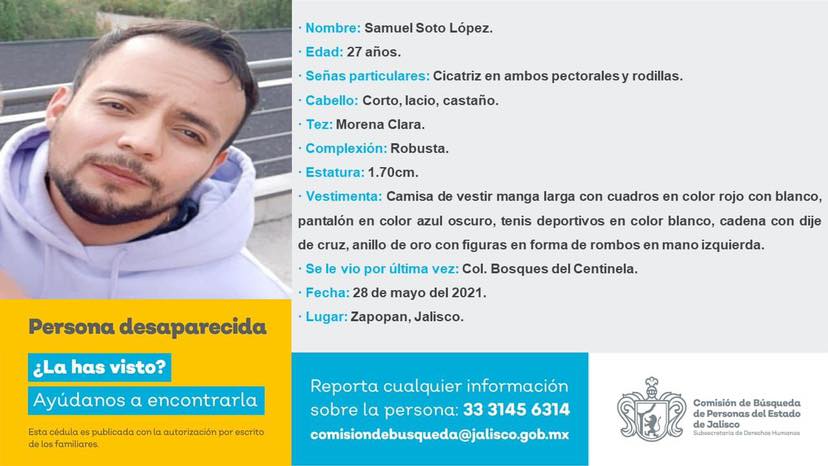 · Nombre: Samuel Soto López.
· Edad: 27 años.
· Señas particulares: Cicatriz en ambos pectorales y rodillas.
· Cabello: Corto, lacio, castaño.
· Tez: Morena Clara.
· Complexión: Robusta.
· Estatura: 1.70cm.
· Vestimenta: Camisa de vestir manga larga con cuadros en color rojo con blanco,
pantalón en color azul oscuro, tenis deportivos en color blanco, cadena con dije
de cruz, anillo de oro con figuras en forma de rombos en mano izquierda.
· Se le vio por última vez: Col. Bosques del Centinela.
· Fecha: 28 de mayo del 2021.
· Lugar: Zapopan, Jalisco.
Persona desaparecida
¿La has visto?
Ayúdanos a encontrarla
Esta cédula es publicada con la autorización por escrito
de los familiares.
Reporta cualquier información
sobre la persona: 33 3145 6314
comisiondebusqueda@jalisco.gob.mx
Comisión de Búsqueda
de Personas del Estado
de Jalisco
Subsecretaría de Derechos Humanos